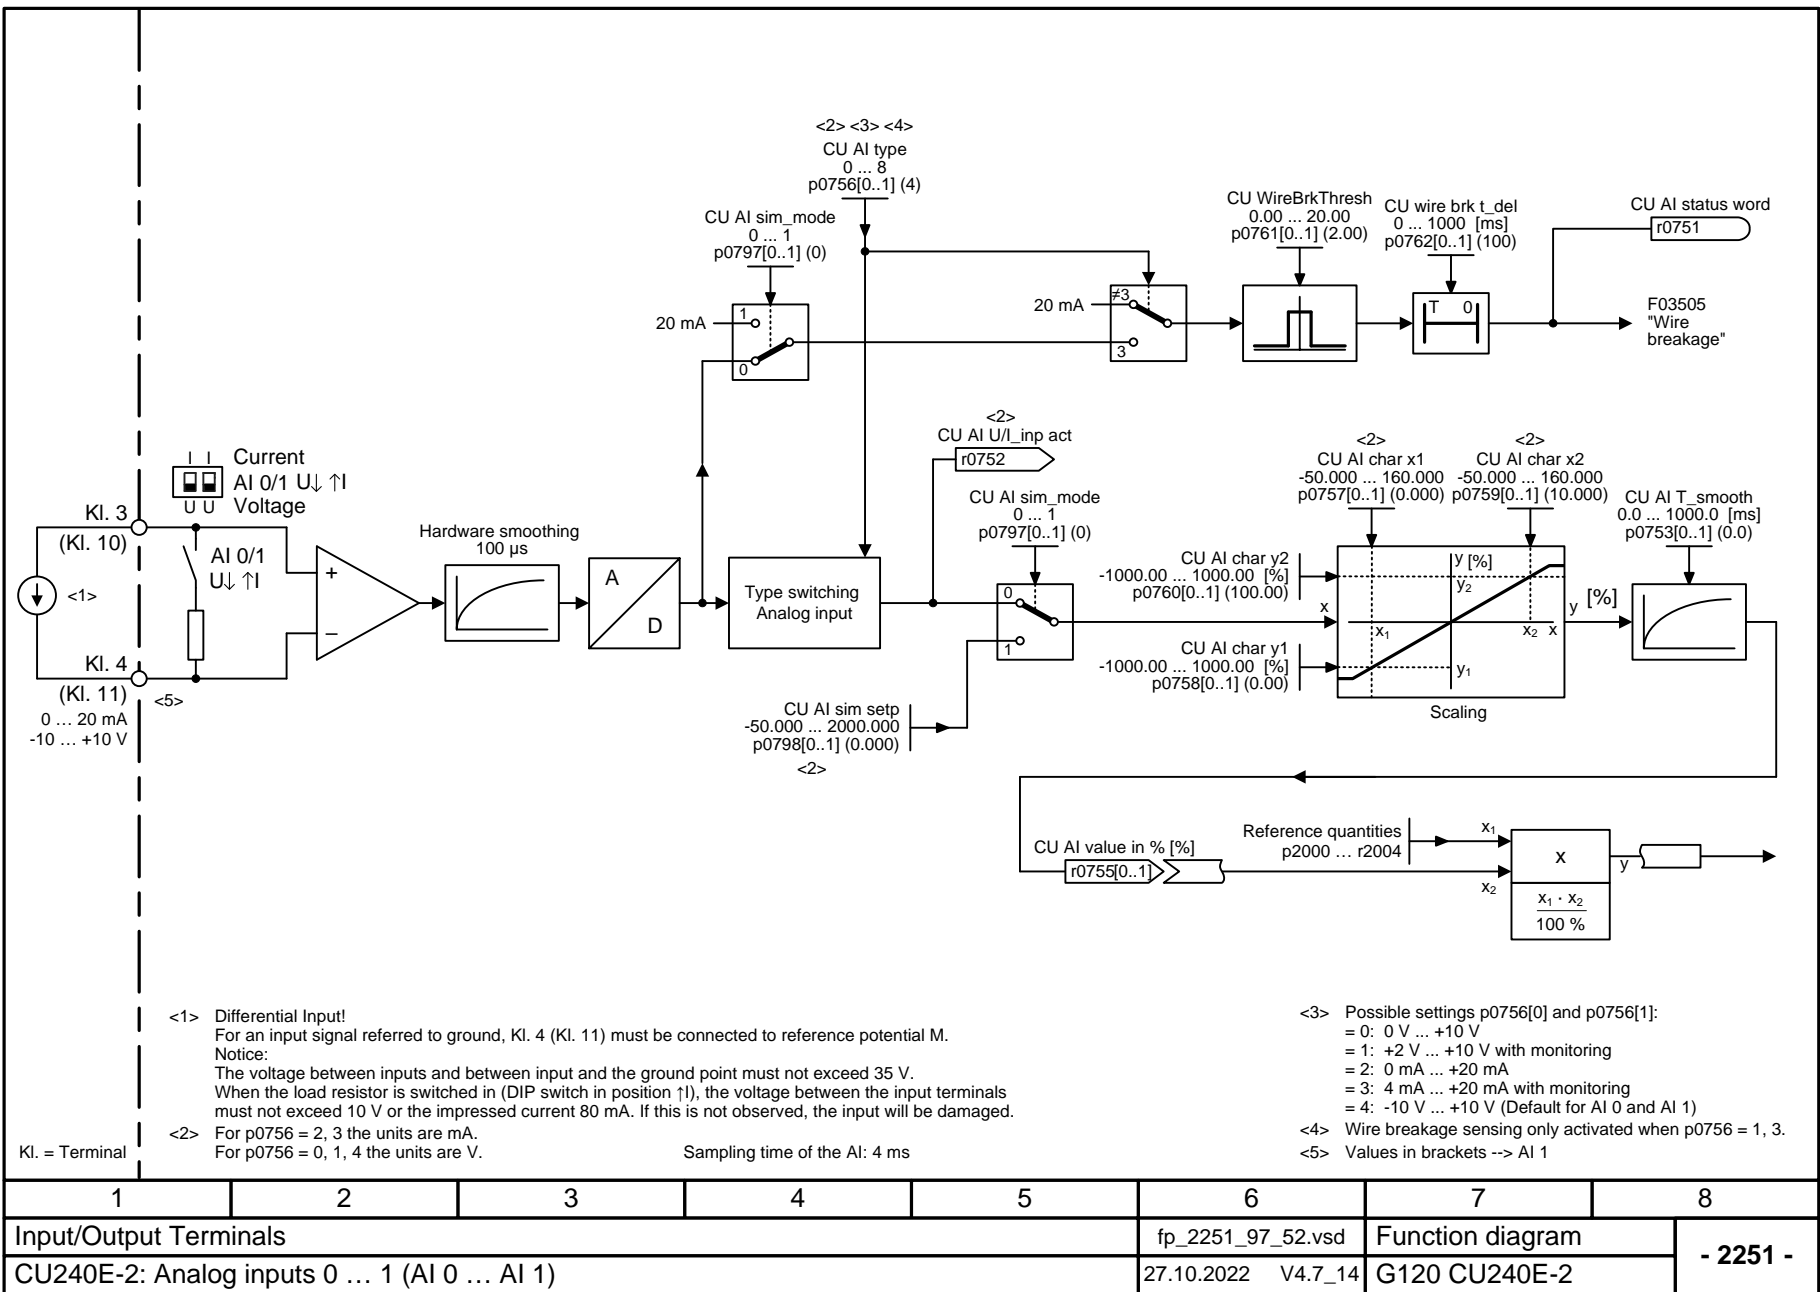 <2> <3> <4>
CU AI type
0 ... 8
p0756[0..1] (4)
CU AI sim_mode
0 ... 1
p0797[0..1] (0)
20 mA
1
0
20 mA
≠3
3
CU WireBrkThresh
0.00 ... 20.00
p0761[0..1] (2.00)
CU wire brk t_del
0 ... 1000 [ms]
p0762[0..1] (100)
T 0
CU AI status word
r0751
F03505
"Wire
breakage"
I I
Current
AI 0/1 U↓ ↑I
U U
Voltage
Kl. 3
(Kl. 10)
<1>
AI 0/1
U↓ ↑I
Kl. 4
(Kl. 11)
<5>
0 … 20 mA
-10 … +10 V
+
–
Hardware smoothing
100 µs
A
D
Type switching
Analog input
<2>
CU AI U/I_inp act
r0752
CU AI sim_mode
0 ... 1
p0797[0..1] (0)
0
1
CU AI sim setp
-50.000 ... 2000.000
p0798[0..1] (0.000)
<2>
CU AI char y2
-1000.00 ... 1000.00 [%]
p0760[0..1] (100.00)
CU AI char y1
-1000.00 ... 1000.00 [%]
p0758[0..1] (0.00)
<2>
CU AI char x1
-50.000 ... 160.000
p0757[0..1] (0.000)
<2>
CU AI char x2
-50.000 ... 160.000
p0759[0..1] (10.000)
x
y [%]
y₂
x₁
x₂ x
y₁
Scaling
y [%]
CU AI T_smooth
0.0 ... 1000.0 [ms]
p0753[0..1] (0.0)
CU AI value in % [%]
r0755[0..1]
Reference quantities
p2000 … r2004
x₁
x₂
x
x₁ · x₂
100 %
y
<1> Differential Input!
For an input signal referred to ground, Kl. 4 (Kl. 11) must be connected to reference potential M.
Notice:
The voltage between inputs and between input and the ground point must not exceed 35 V.
When the load resistor is switched in (DIP switch in position ↑I), the voltage between the input terminals
must not exceed 10 V or the impressed current 80 mA. If this is not observed, the input will be damaged.
<2> For p0756 = 2, 3 the units are mA.
For p0756 = 0, 1, 4 the units are V.
Sampling time of the AI: 4 ms
Kl. = Terminal
<3> Possible settings p0756[0] and p0756[1]:
= 0: 0 V ... +10 V
= 1: +2 V ... +10 V with monitoring
= 2: 0 mA ... +20 mA
= 3: 4 mA ... +20 mA with monitoring
= 4: -10 V ... +10 V (Default for AI 0 and AI 1)
<4> Wire breakage sensing only activated when p0756 = 1, 3.
<5> Values in brackets --> AI 1
1 2 3 4 5 6 7 8
Input/Output Terminals
fp_2251_97_52.vsd
Function diagram
- 2251 -
CU240E-2: Analog inputs 0 … 1 (AI 0 … AI 1)
27.10.2022 V4.7_14
G120 CU240E-2